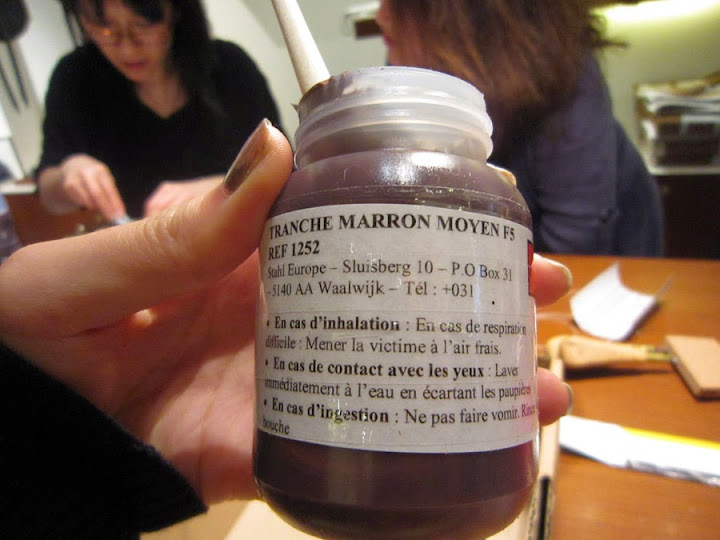 TRANCHE MARRON MOYEN F5
REF 1252
Stahl Europe – Sluisberg 10 – P.O Box 31
- 5140 AA Waalwijk – Tél : +031
• En cas d'inhalation : En cas de respiration
difficile : Mener la victime à l'air frais.
• En cas de contact avec les yeux : Laver
immédiatement à l'eau en écartant les paupières
• En cas d'ingestion : Ne pas faire vomir. Rincer
bouche